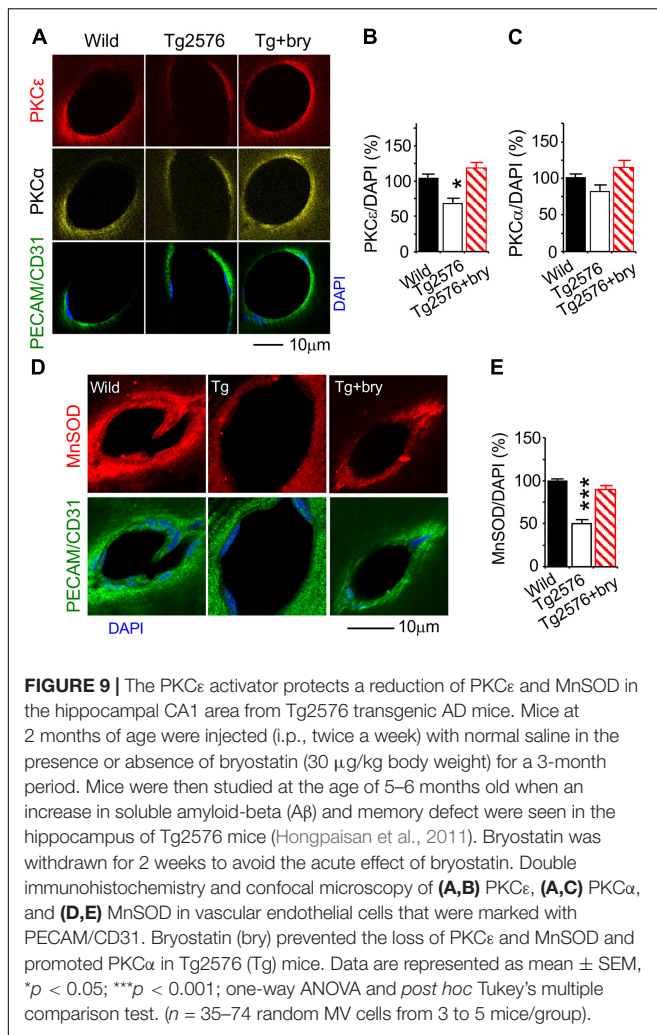 A Wild Tg2576 Tg+bry
PKCε
PKCα
PECAM/CD31
DAPI
10μm
B
PKCε/DAPI (%)
100
50
0
*
Wild
Tg2576
Tg2576+bry
C
PKCα/DAPI (%)
100
50
0
Wild
Tg2576
Tg2576+bry
D Wild Tg Tg+bry
MnSOD
PECAM/CD31
DAPI
10μm
E
MnSOD/DAPI (%)
150
100
50
0
***
Wild
Tg2576
Tg2576+bry
FIGURE 9 | The PKCε activator protects a reduction of PKCε and MnSOD in
the hippocampal CA1 area from Tg2576 transgenic AD mice. Mice at
2 months of age were injected (i.p., twice a week) with normal saline in the
presence or absence of bryostatin (30 μg/kg body weight) for a 3-month
period. Mice were then studied at the age of 5–6 months old when an
increase in soluble amyloid-beta (Aβ) and memory defect were seen in the
hippocampus of Tg2576 mice (Hongpaisan et al., 2011). Bryostatin was
withdrawn for 2 weeks to avoid the acute effect of bryostatin. Double
immunohistochemistry and confocal microscopy of (A,B) PKCε, (A,C) PKCα,
and (D,E) MnSOD in vascular endothelial cells that were marked with
PECAM/CD31. Bryostatin (bry) prevented the loss of PKCε and MnSOD and
promoted PKCα in Tg2576 (Tg) mice. Data are represented as mean ± SEM,
*p < 0.05; ***p < 0.001; one-way ANOVA and post hoc Tukey's multiple
comparison test. (n = 35–74 random MV cells from 3 to 5 mice/group).